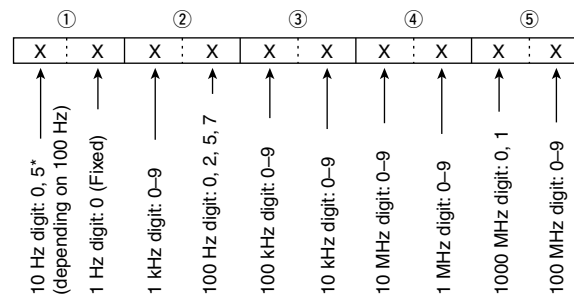 ① ② ③ ④ ⑤
X X X X X X X X X X
10 Hz digit: 0, 5*
(depending on 100 Hz)
1 Hz digit: 0 (Fixed)
1 kHz digit: 0–9
100 Hz digit: 0, 2, 5, 7
100 kHz digit: 0–9
10 kHz digit: 0–9
10 MHz digit: 0–9
1 MHz digit: 0–9
1000 MHz digit: 0, 1
100 MHz digit: 0–9